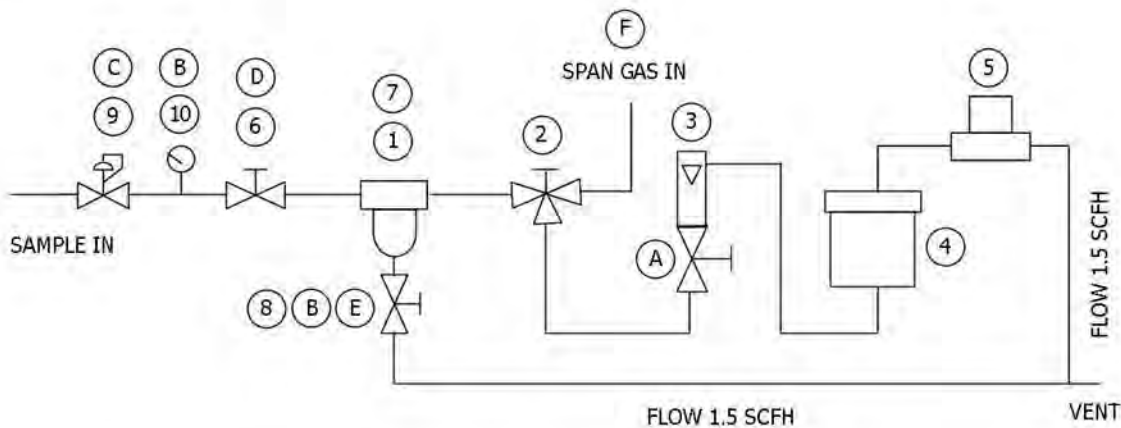 F
SPAN GAS IN
C
B
D
7
5
9
10
6
1
2
3
SAMPLE IN
A
4
8 B E
FLOW 1.5 SCFH
FLOW 1.5 SCFH
VENT